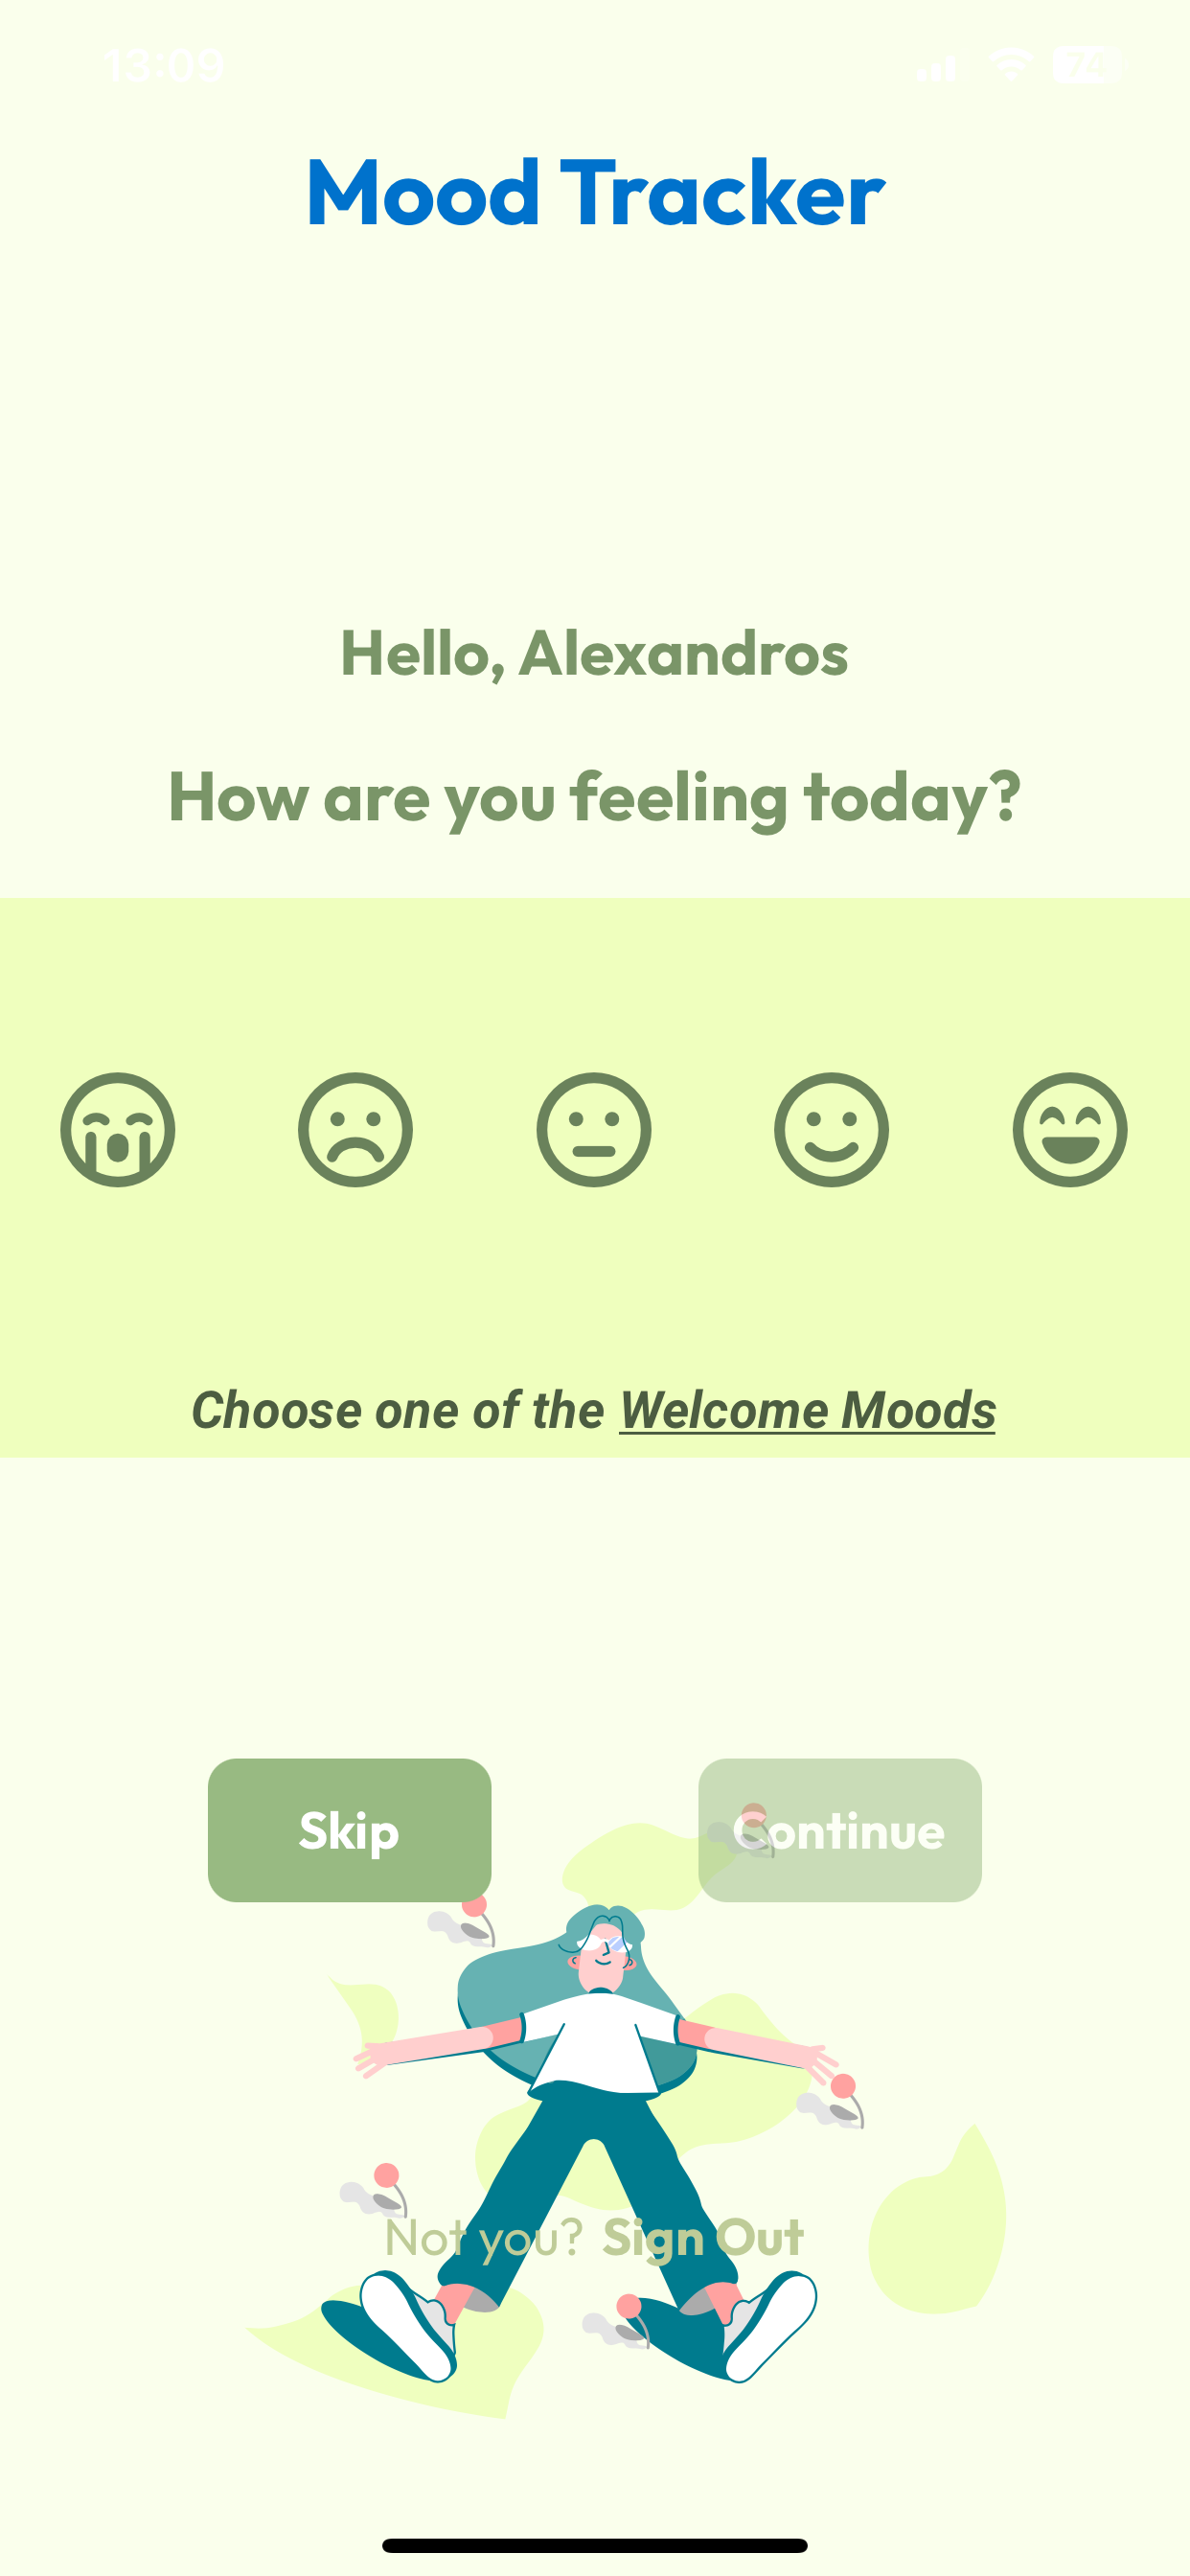 13:09 74
Mood Tracker
Hello, Alexandros
How are you feeling today?
Choose one of the Welcome Moods
Skip Continue
Not you? Sign Out